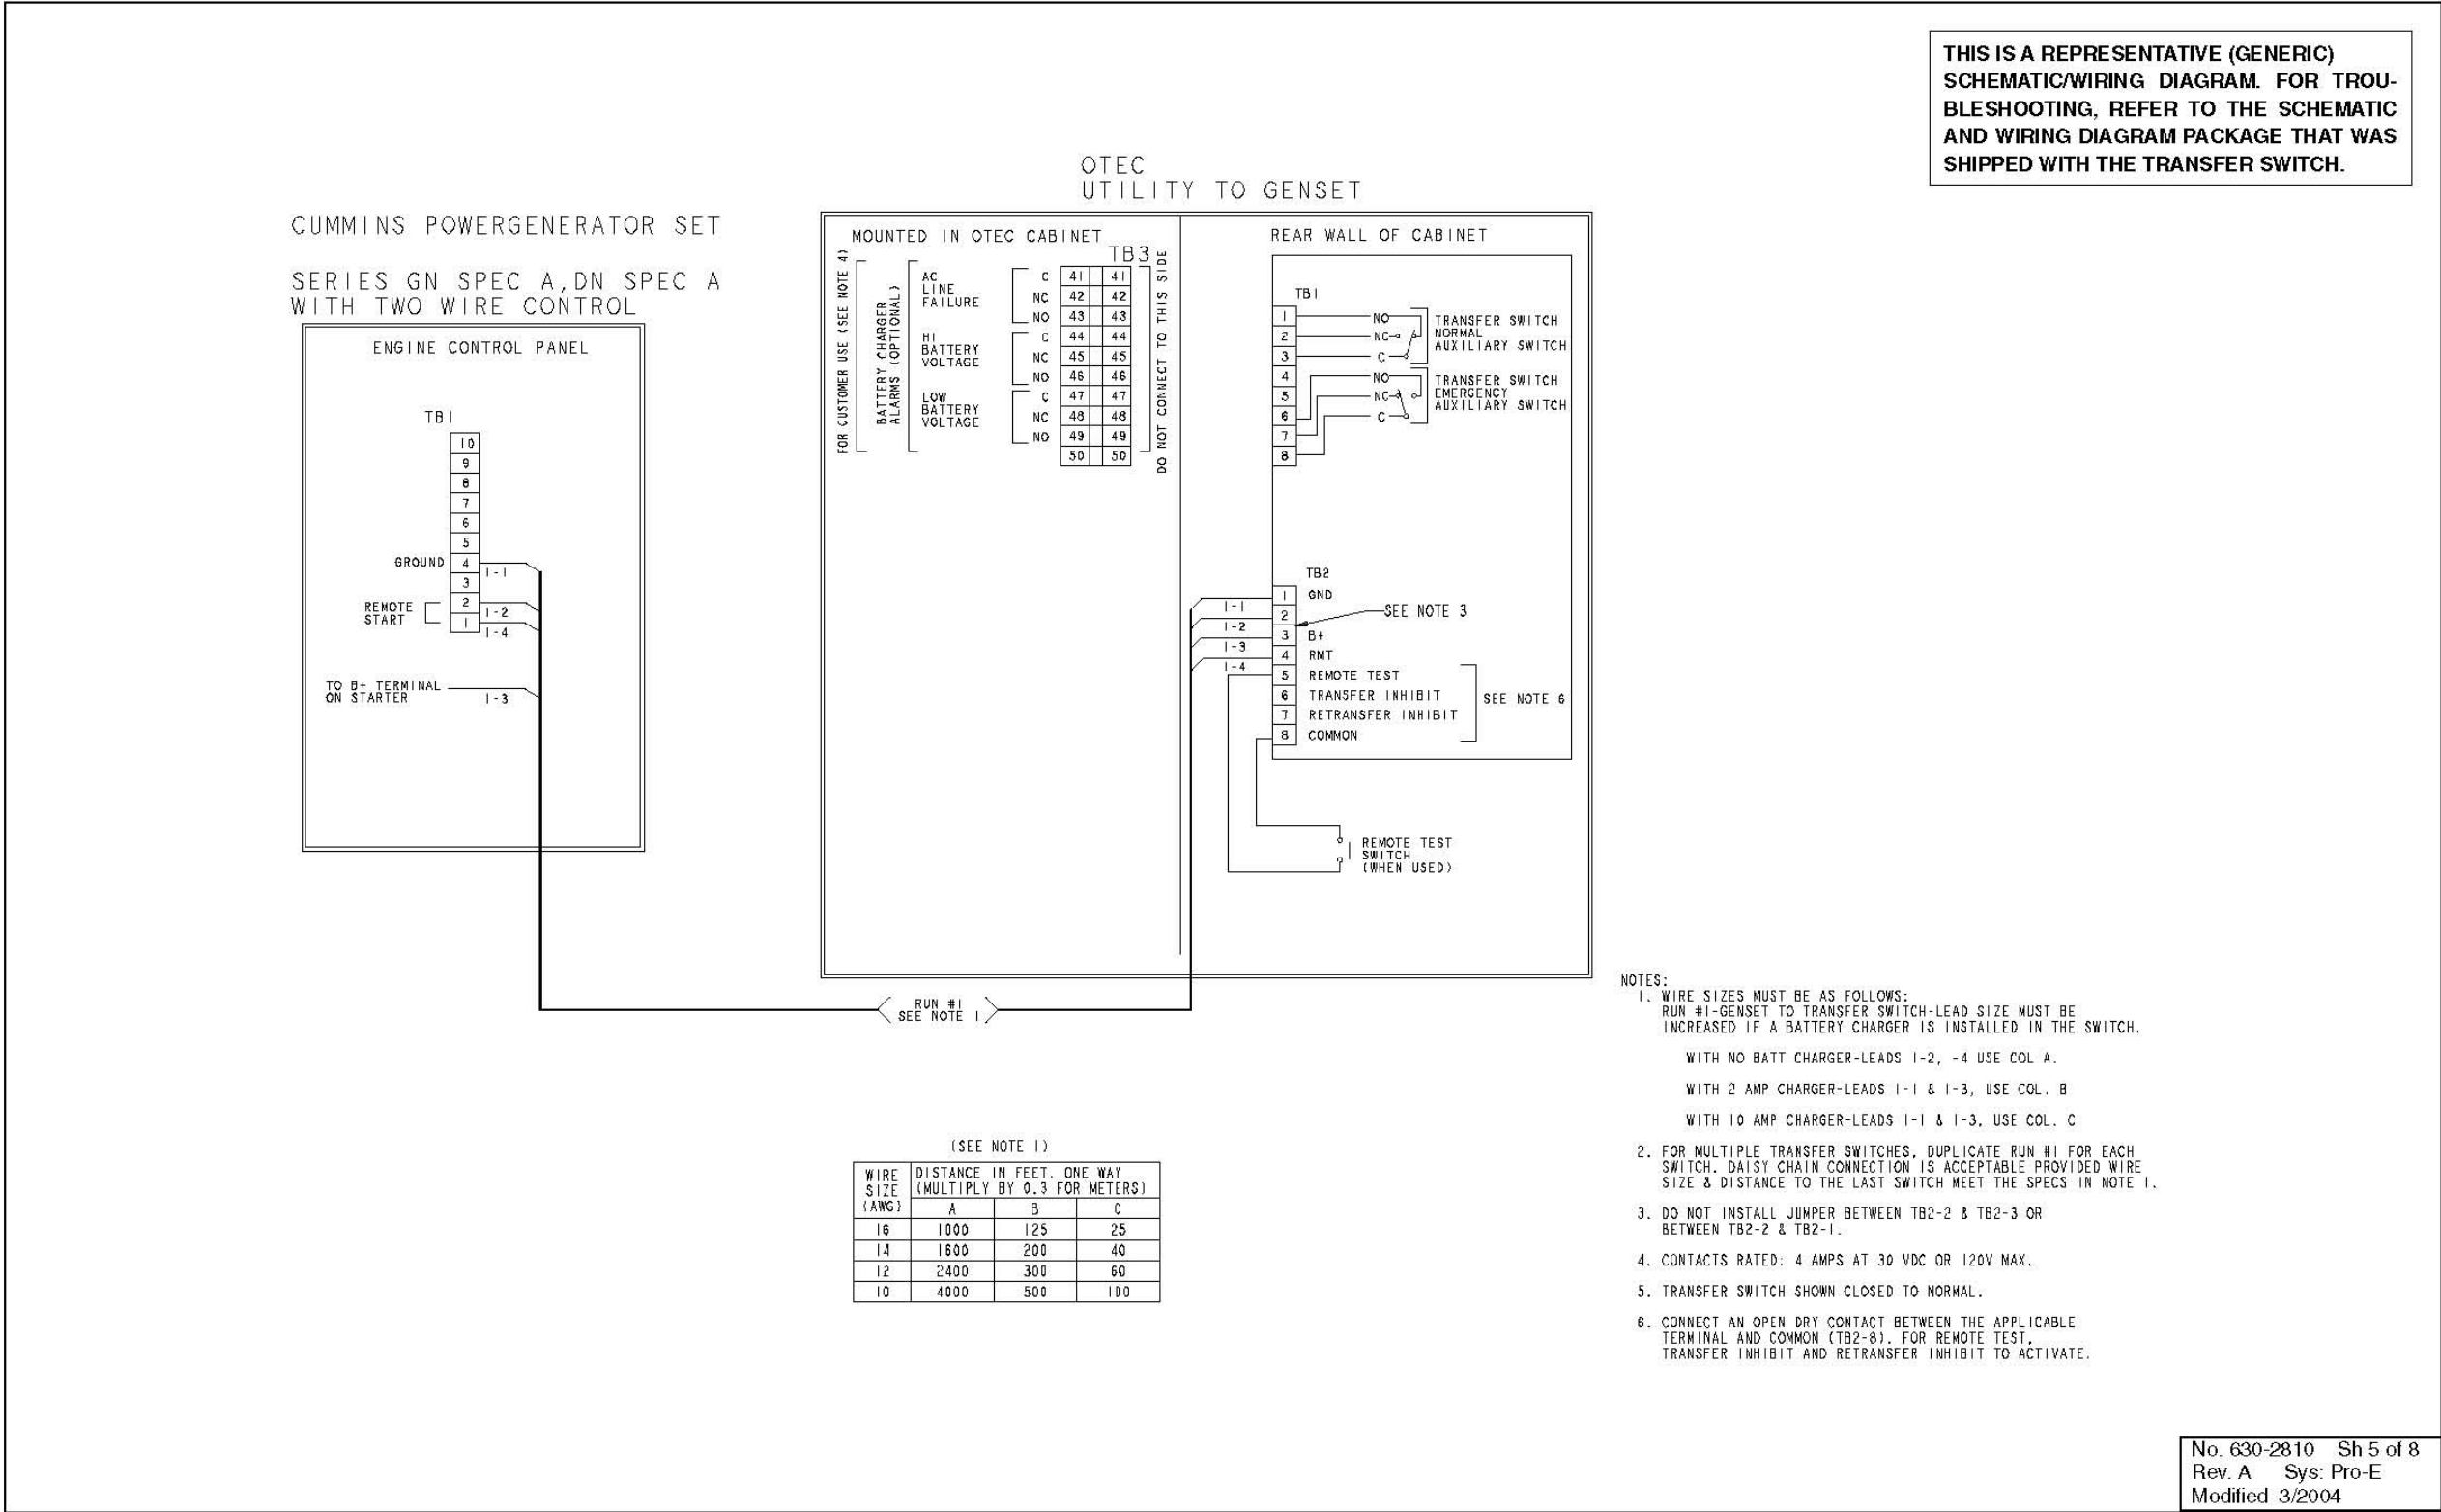 THIS IS A REPRESENTATIVE (GENERIC)
SCHEMATIC/WIRING DIAGRAM. FOR TROU-
BLESHOOTING, REFER TO THE SCHEMATIC
AND WIRING DIAGRAM PACKAGE THAT WAS
SHIPPED WITH THE TRANSFER SWITCH.
CUMMINS POWERGENERATOR SET
SERIES GN SPEC A,DN SPEC A
WITH TWO WIRE CONTROL
ENGINE CONTROL PANEL
TB1
10
9
8
7
6
5
GROUND 4 1-1
3
REMOTE
START
2 1-2
1 1-4
TO B+ TERMINAL
ON STARTER
1-3
OTEC
UTILITY TO GENSET
MOUNTED IN OTEC CABINET
TB3
FOR CUSTOMER USE (SEE NOTE 4)
BATTERY CHARGER
ALARMS (OPTIONAL)
AC
LINE
FAILURE
HI
BATTERY
VOLTAGE
LOW
BATTERY
VOLTAGE
C 41 41
NC 42 42
NO 43 43
C 44 44
NC 45 45
NO 46 46
C 47 47
NC 48 48
NO 49 49
50 50
DO NOT CONNECT TO THIS SIDE
REAR WALL OF CABINET
TB1
1 NO
2 NC
3 C
TRANSFER SWITCH
NORMAL
AUXILIARY SWITCH
4 NO
5 NC
6 C
7
8
TRANSFER SWITCH
EMERGENCY
AUXILIARY SWITCH
TB2
1-1 1 GND
1-2 2 SEE NOTE 3
1-3 3 B+
1-4 4 RMT
5 REMOTE TEST
6 TRANSFER INHIBIT
7 RETRANSFER INHIBIT
8 COMMON
SEE NOTE 6
REMOTE TEST
SWITCH
(WHEN USED)
RUN #1
SEE NOTE 1
(SEE NOTE 1)
WIRE
SIZE
(AWG)
DISTANCE IN FEET. ONE WAY
(MULTIPLY BY 0.3 FOR METERS)
A B C
16 1000 125 25
14 1600 200 40
12 2400 300 60
10 4000 500 100
NOTES:
1. WIRE SIZES MUST BE AS FOLLOWS:
RUN #1-GENSET TO TRANSFER SWITCH-LEAD SIZE MUST BE
INCREASED IF A BATTERY CHARGER IS INSTALLED IN THE SWITCH.
WITH NO BATT CHARGER-LEADS 1-2, -4 USE COL A.
WITH 2 AMP CHARGER-LEADS 1-1 & 1-3, USE COL. B
WITH 10 AMP CHARGER-LEADS 1-1 & 1-3, USE COL. C
2. FOR MULTIPLE TRANSFER SWITCHES, DUPLICATE RUN #1 FOR EACH
SWITCH. DAISY CHAIN CONNECTION IS ACCEPTABLE PROVIDED WIRE
SIZE & DISTANCE TO THE LAST SWITCH MEET THE SPECS IN NOTE 1.
3. DO NOT INSTALL JUMPER BETWEEN TB2-2 & TB2-3 OR
BETWEEN TB2-2 & TB2-1.
4. CONTACTS RATED: 4 AMPS AT 30 VDC OR 120V MAX.
5. TRANSFER SWITCH SHOWN CLOSED TO NORMAL.
6. CONNECT AN OPEN DRY CONTACT BETWEEN THE APPLICABLE
TERMINAL AND COMMON (TB2-8). FOR REMOTE TEST,
TRANSFER INHIBIT AND RETRANSFER INHIBIT TO ACTIVATE.
No. 630-2810 Sh 5 of 8
Rev. A Sys: Pro-E
Modified 3/2004